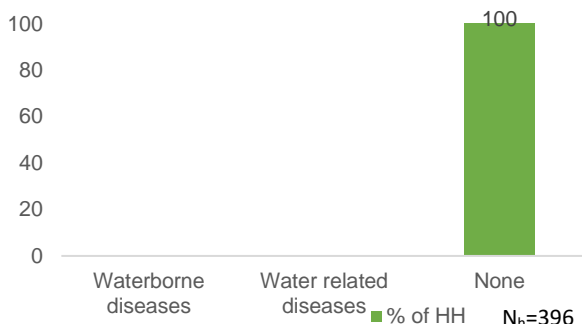 100
100
80
60
40
20
0
Waterborne diseases
Water related diseases
None
% of HH
Nh=396